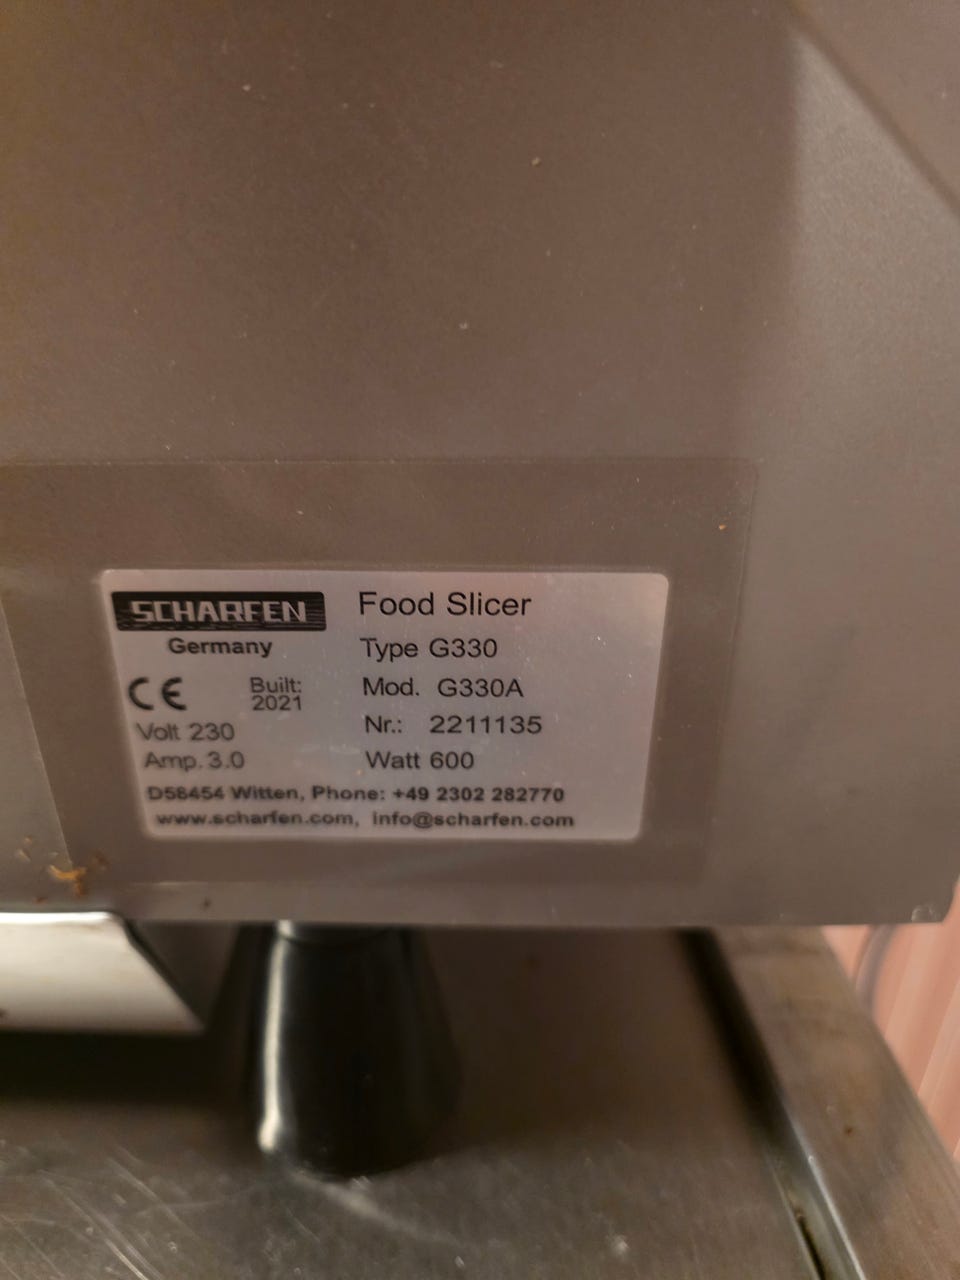 SCHARFEN
Germany
CE
Built:
2021
Volt 230
Amp. 3.0
Food Slicer
Type G330
Mod. G330A
Nr.: 2211135
Watt 600
D58454 Witten, Phone: +49 2302 282770
www.scharfen.com, info@scharfen.com